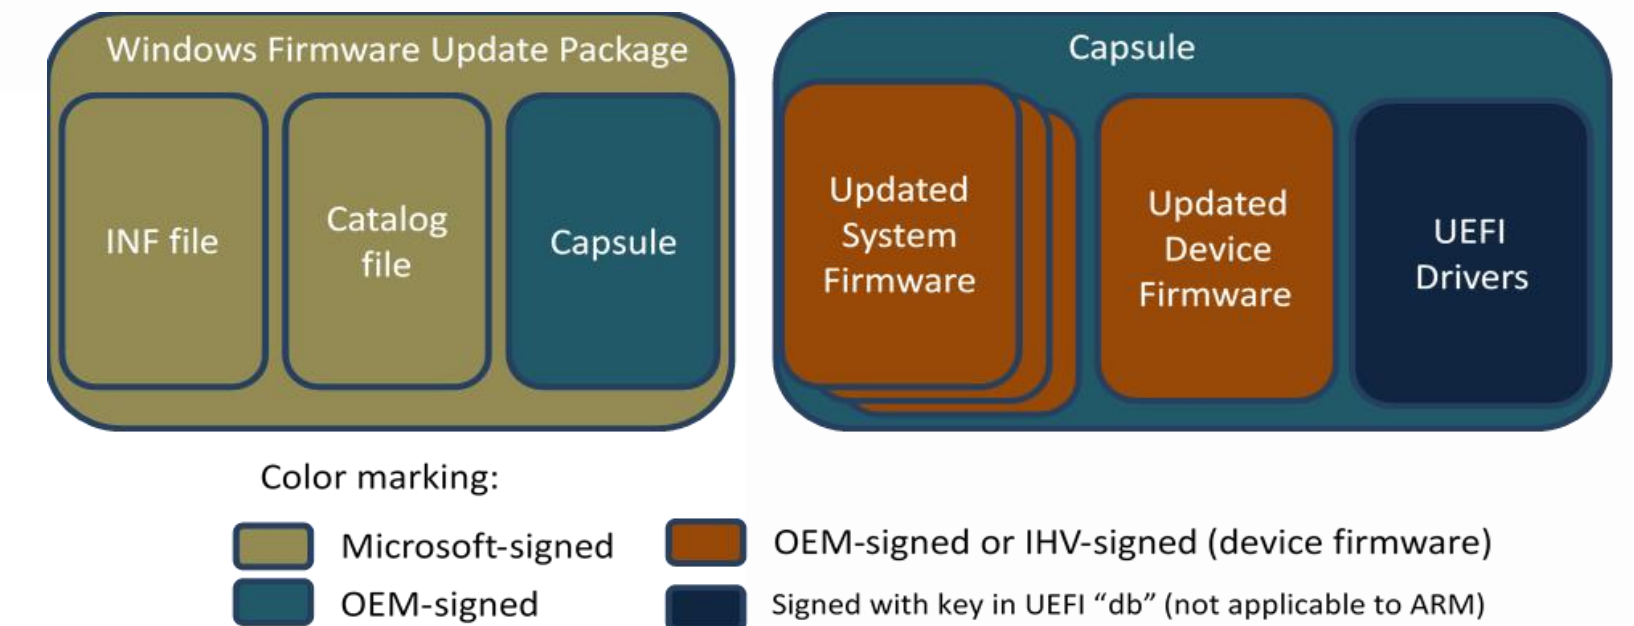 Windows Firmware Update Package
INF file
Catalog
file
Capsule
Capsule
Updated
System
Firmware
Updated
Device
Firmware
UEFI
Drivers
Color marking:
Microsoft-signed
OEM-signed
OEM-signed or IHV-signed (device firmware)
Signed with key in UEFI “db” (not applicable to ARM)